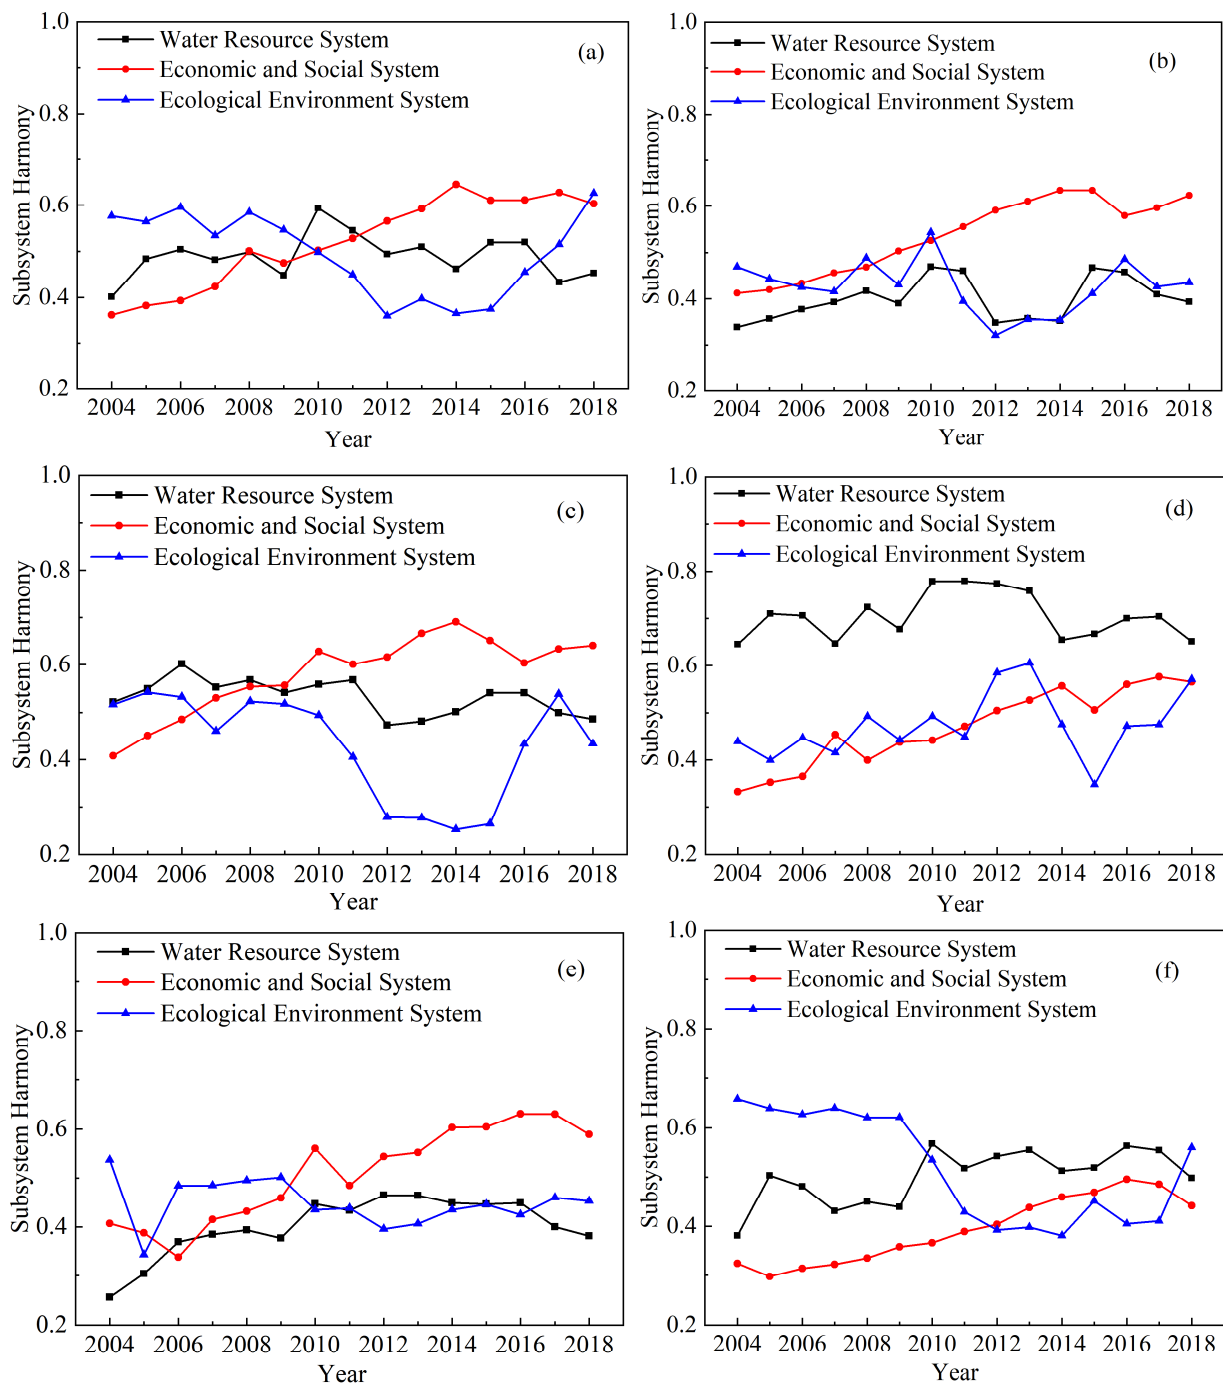 1.0
0.8
0.6
0.4
0.2
Subsystem Harmony
Water Resource System
Economic and Social System
Ecological Environment System
(a)
2004 2006 2008 2010 2012 2014 2016 2018
Year
1.0
0.8
0.6
0.4
0.2
Subsystem Harmony
Water Resource System
Economic and Social System
Ecological Environment System
(b)
2004 2006 2008 2010 2012 2014 2016 2018
Year
1.0
0.8
0.6
0.4
0.2
Subsystem Harmony
Water Resource System
Economic and Social System
Ecological Environment System
(c)
2004 2006 2008 2010 2012 2014 2016 2018
Year
1.0
0.8
0.6
0.4
0.2
Subsystem Harmony
Water Resource System
Economic and Social System
Ecological Environment System
(d)
2004 2006 2008 2010 2012 2014 2016 2018
Year
1.0
0.8
0.6
0.4
0.2
Subsystem Harmony
Water Resource System
Economic and Social System
Ecological Environment System
(e)
2004 2006 2008 2010 2012 2014 2016 2018
Year
1.0
0.8
0.6
0.4
0.2
Subsystem Harmony
Water Resource System
Economic and Social System
Ecological Environment System
(f)
2004 2006 2008 2010 2012 2014 2016 2018
Year